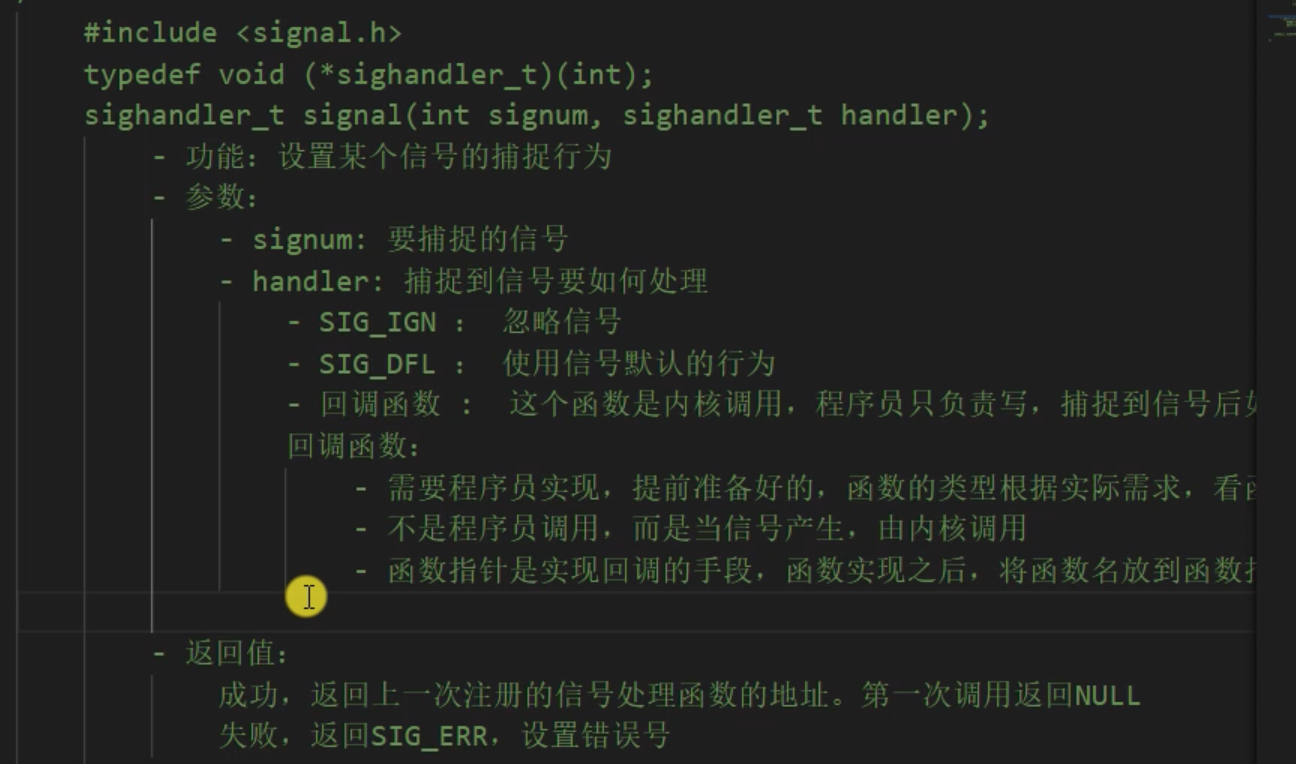 #include <signal.h>
typedef void (*sighandler_t)(int);
sighandler_t signal(int signum, sighandler_t handler);
- 功能：设置某个信号的捕捉行为
- 参数：
- signum: 要捕捉的信号
- handler: 捕捉到信号要如何处理
- SIG_IGN ： 忽略信号
- SIG_DFL ： 使用信号默认的行为
- 回调函数 ： 这个函数是内核调用，程序员只负责写，捕捉到信号后
回调函数：
- 需要程序员实现，提前准备好的，函数的类型根据实际需求，看
- 不是程序员调用，而是当信号产生，由内核调用
- 函数指针是实现回调的手段，函数实现之后，将函数名放到函数
- 返回值：
成功，返回上一次注册的信号处理函数的地址。第一次调用返回NULL
失败，返回SIG_ERR，设置错误号